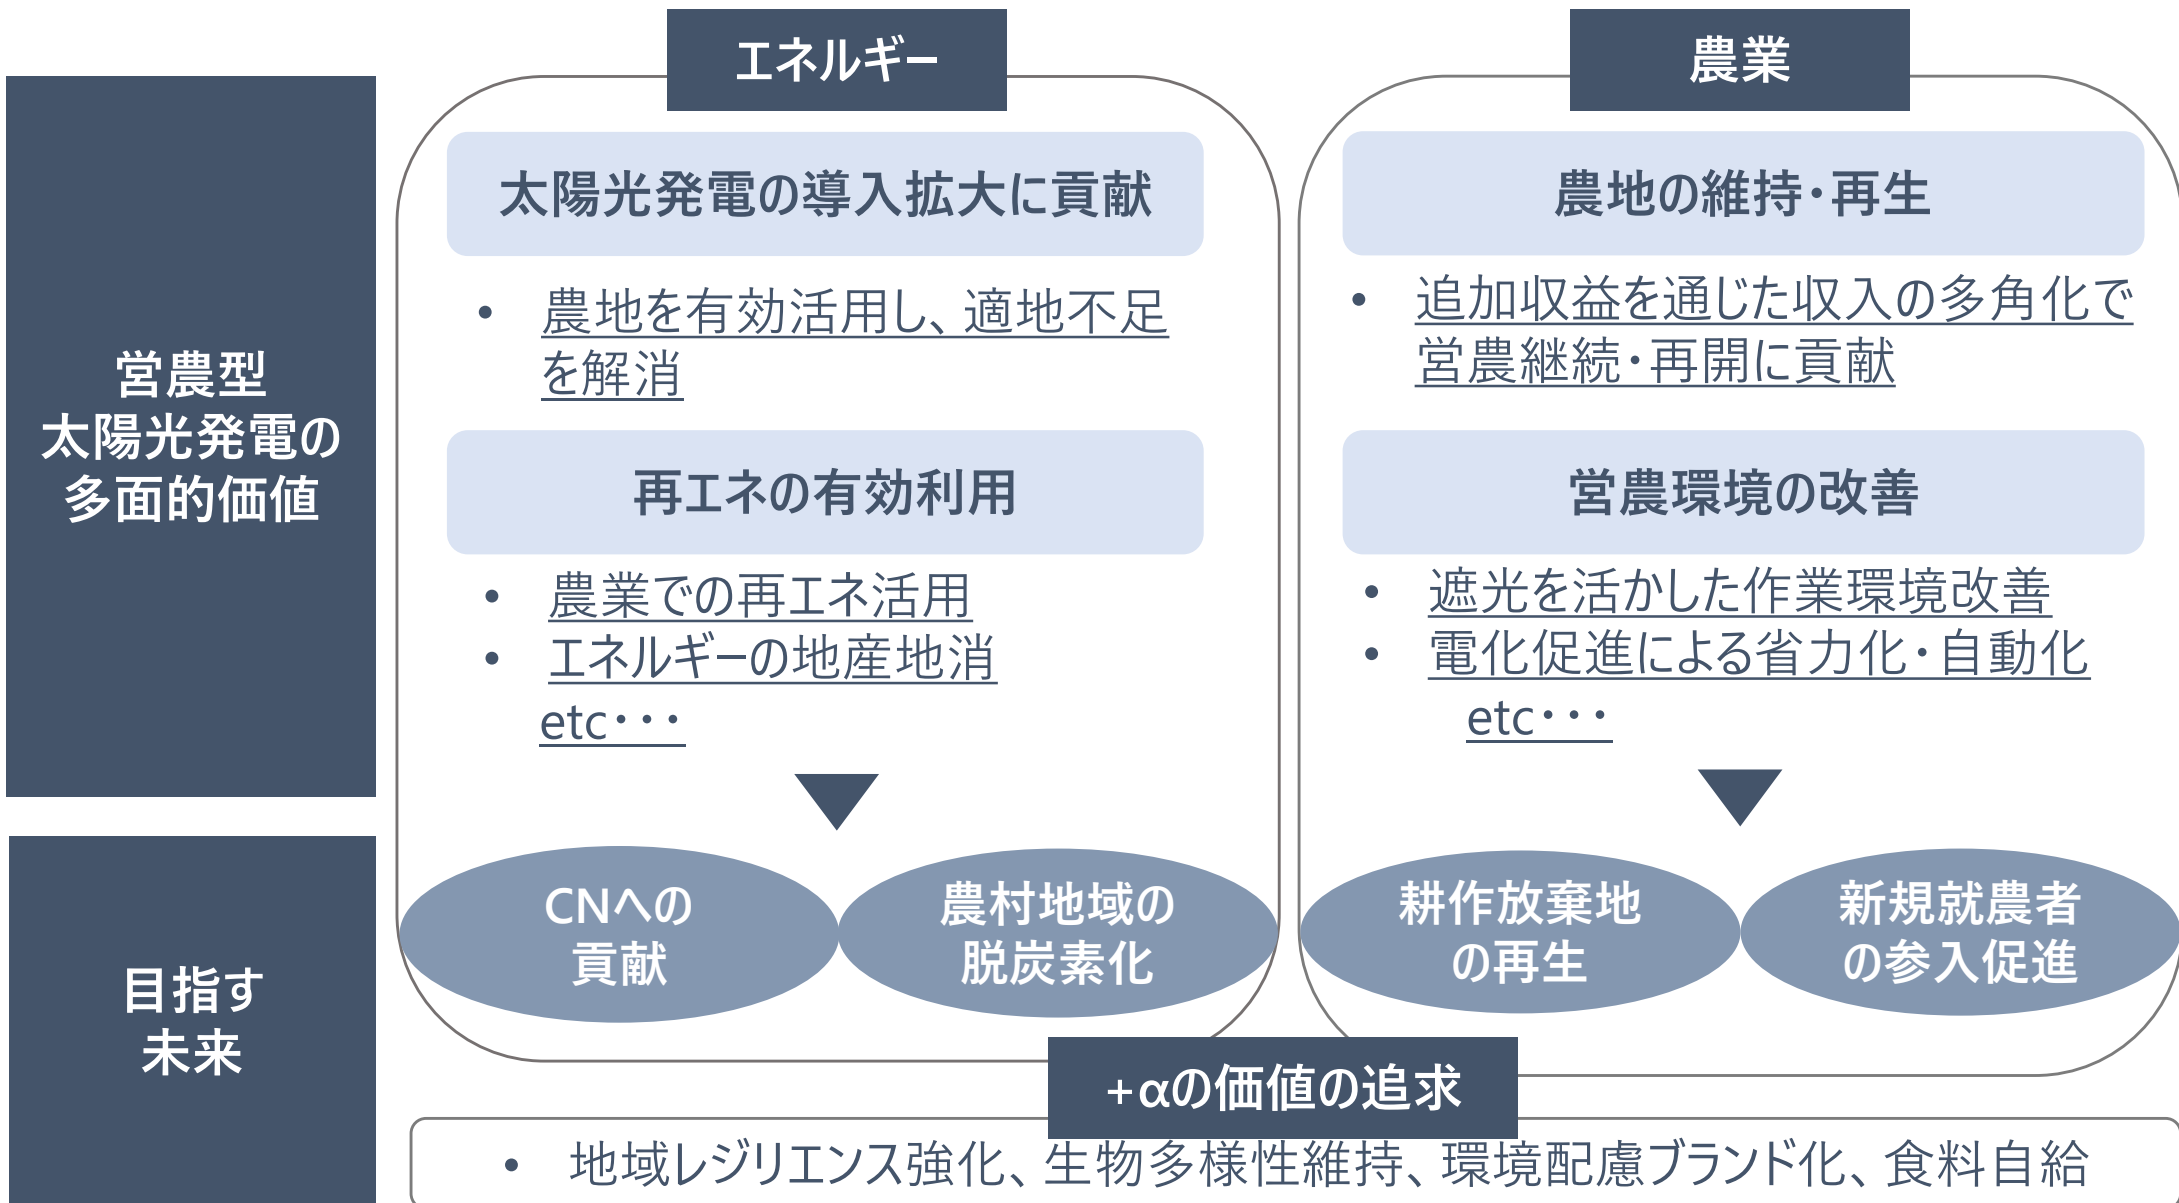 エネルギー
農業
営農型
太陽光発電の
多面的価値
太陽光発電の導入拡大に貢献
• 農地を有効活用し、適地不足
を解消
再エネの有効利用
• 農業での再エネ活用
• エネルギーの地産地消
etc・・・
農地の維持・再生
• 追加収益を通じた収入の多角化で
営農継続・再開に貢献
営農環境の改善
• 遮光を活かした作業環境改善
• 電化促進による省力化・自動化
etc・・・
目指す
未来
CNへの
貢献
農村地域の
脱炭素化
耕作放棄地
の再生
新規就農者
の参入促進
+αの価値の追求
• 地域レジリエンス強化、生物多様性維持、環境配慮ブランド化、食料自給